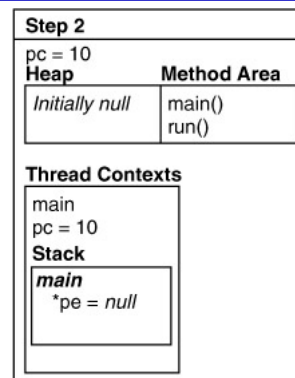 Step 2
pc = 10
Heap Method Area
Initially null main()
run()
Thread Contexts
main
pc = 10
Stack
main
*pe = null